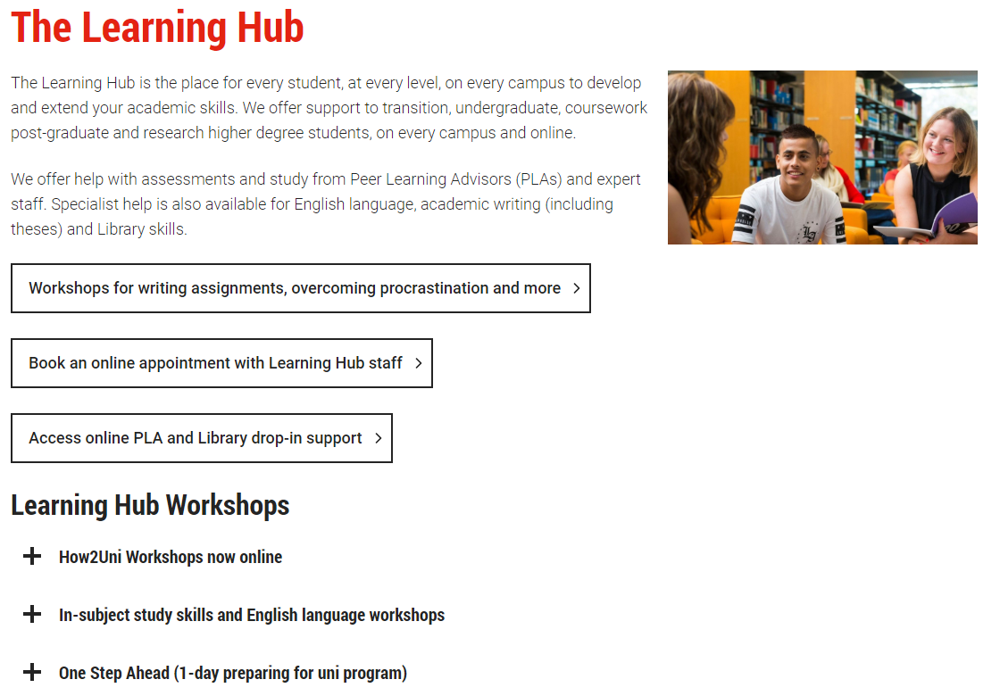 The Learning Hub
The Learning Hub is the place for every student, at every level, on every campus to develop
and extend your academic skills. We offer support to transition, undergraduate, coursework
post-graduate and research higher degree students, on every campus and online.
We offer help with assessments and study from Peer Learning Advisors (PLAs) and expert
staff. Specialist help is also available for English language, academic writing (including
theses) and Library skills.
Workshops for writing assignments, overcoming procrastination and more
Book an online appointment with Learning Hub staff
Access online PLA and Library drop-in support
Learning Hub Workshops
How2Uni Workshops now online
In-subject study skills and English language workshops
One Step Ahead (1-day preparing for uni program)